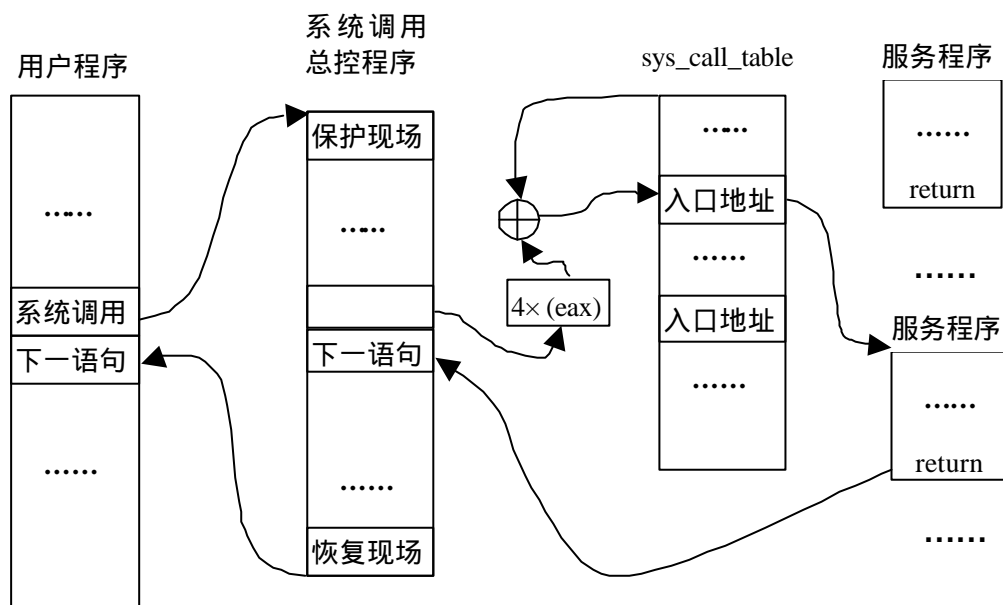 用户程序
……
系统调用
下一语句
……
系统调用
总控程序
保护现场
……
下一语句
……
恢复现场
4× (eax)
sys_call_table
……
入口地址
……
入口地址
……
服务程序
……
return
……
服务程序
……
return
……